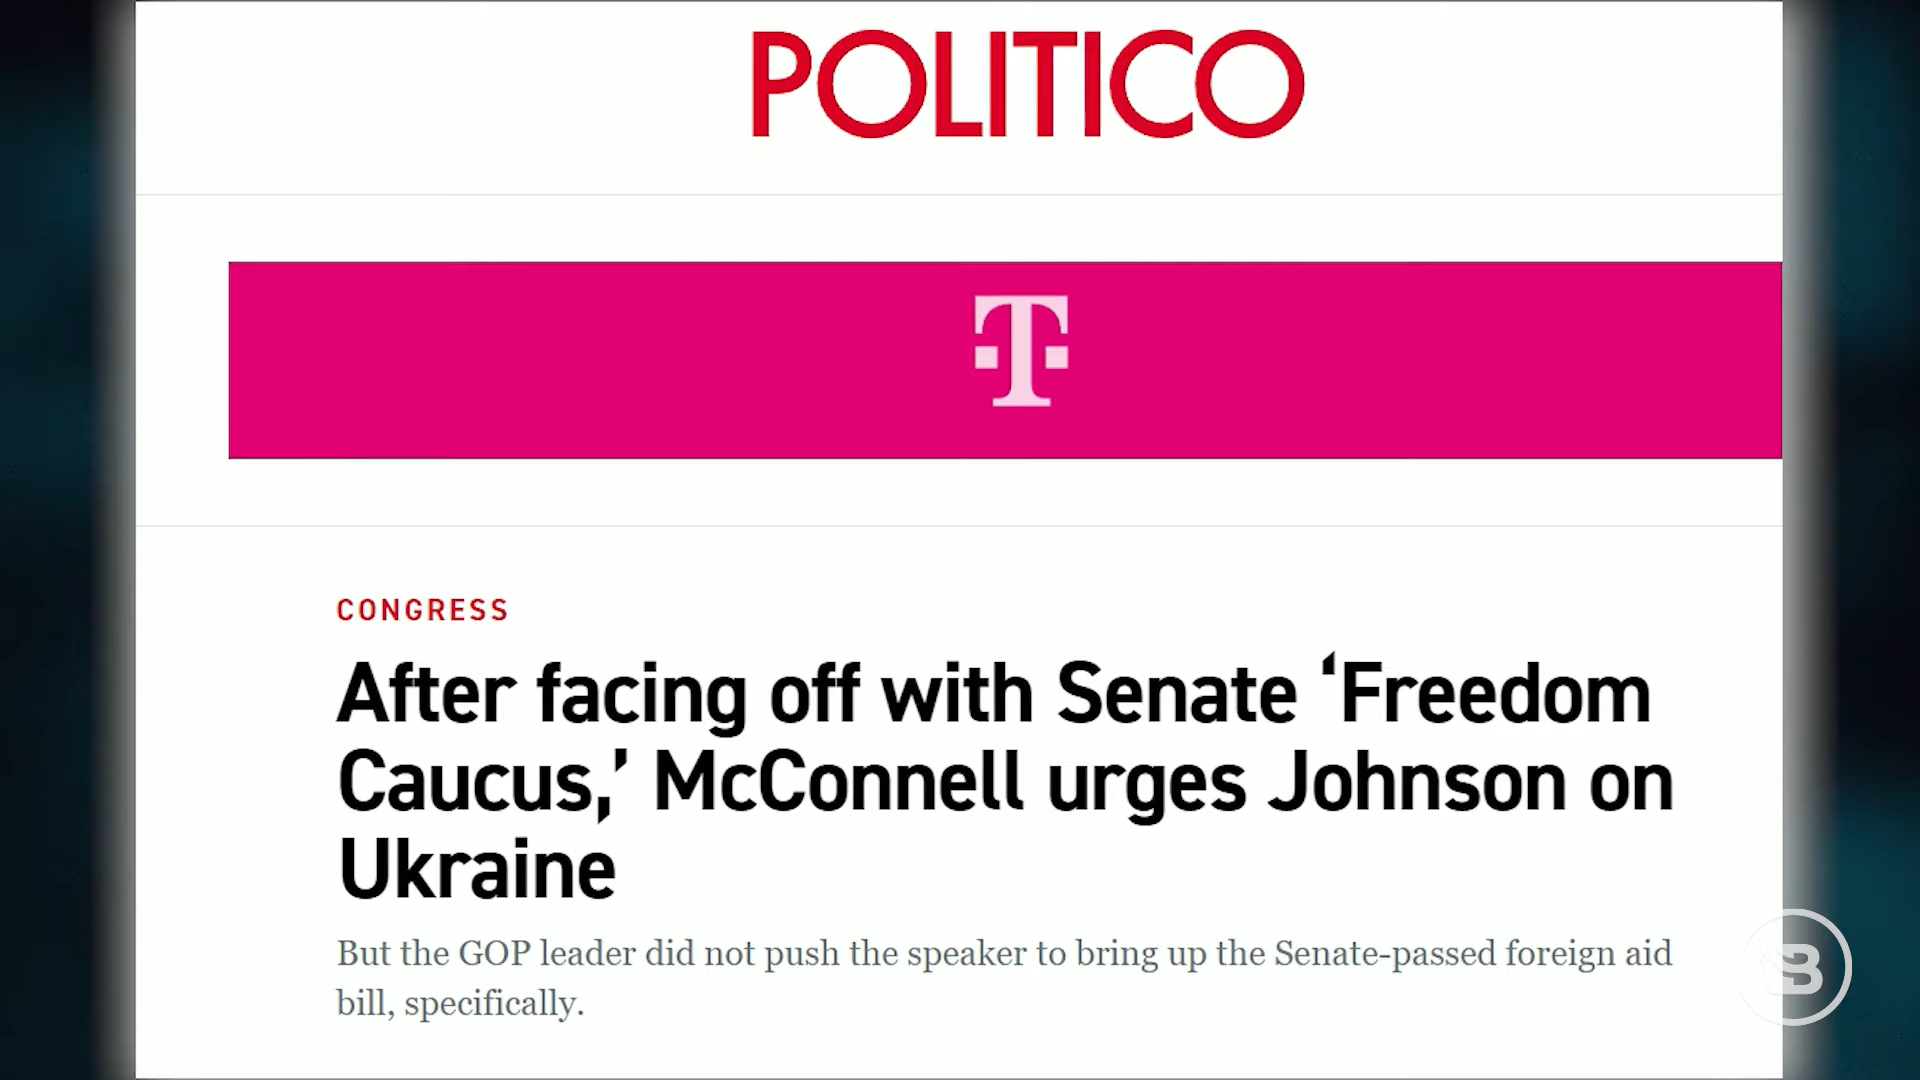 POLITICO
T
CONGRESS
After facing off with Senate ‘Freedom
Caucus,’ McConnell urges Johnson on
Ukraine
But the GOP leader did not push the speaker to bring up the Senate-passed foreign aid
bill, specifically.
B